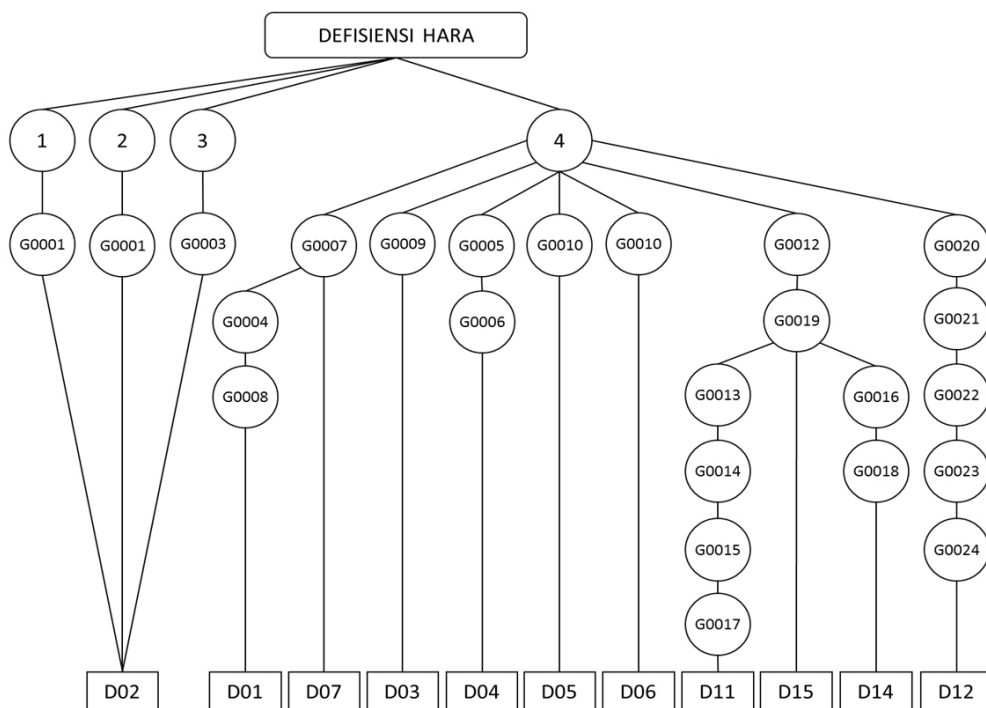 DEFISIENSI HARA
1 2 3 4
G0001 G0001 G0003 G0007 G0009 G0005 G0010 G0010 G0012 G0020
G0004 G0006 G0019 G0021
G0008 G0013 G0016 G0022
G0014 G0018 G0023
G0015 G0024
G0017
D02 D01 D07 D03 D04 D05 D06 D11 D15 D14 D12